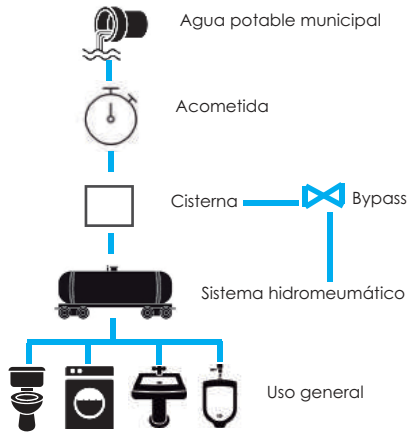 Agua potable municipal
Acometida
Cisterna
Bypass
Sistema hidromeumático
Uso general